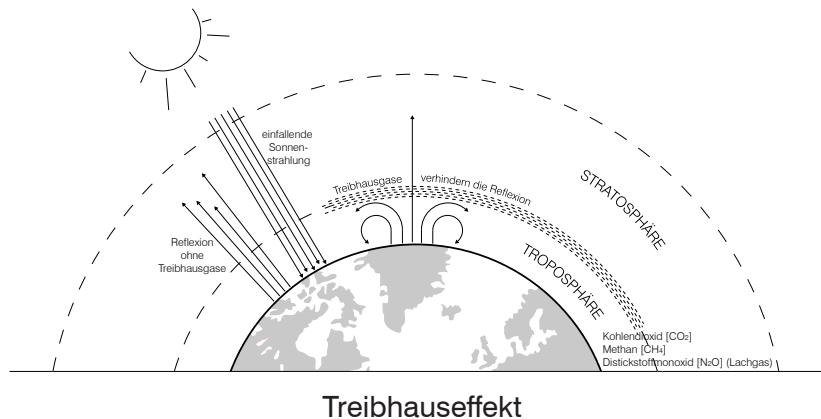 einfallende
Sonnen-
strahlung
Treibhausgase verhindern die Reflexion
STRATOSPHÄRE
Reflexion
ohne
Treibhausgase
TROPOSPHÄRE
Kohlendioxid [CO₂]
Methan [CH₄]
Distickstoffmonoxid [N₂O] (Lachgas)
Treibhauseffekt